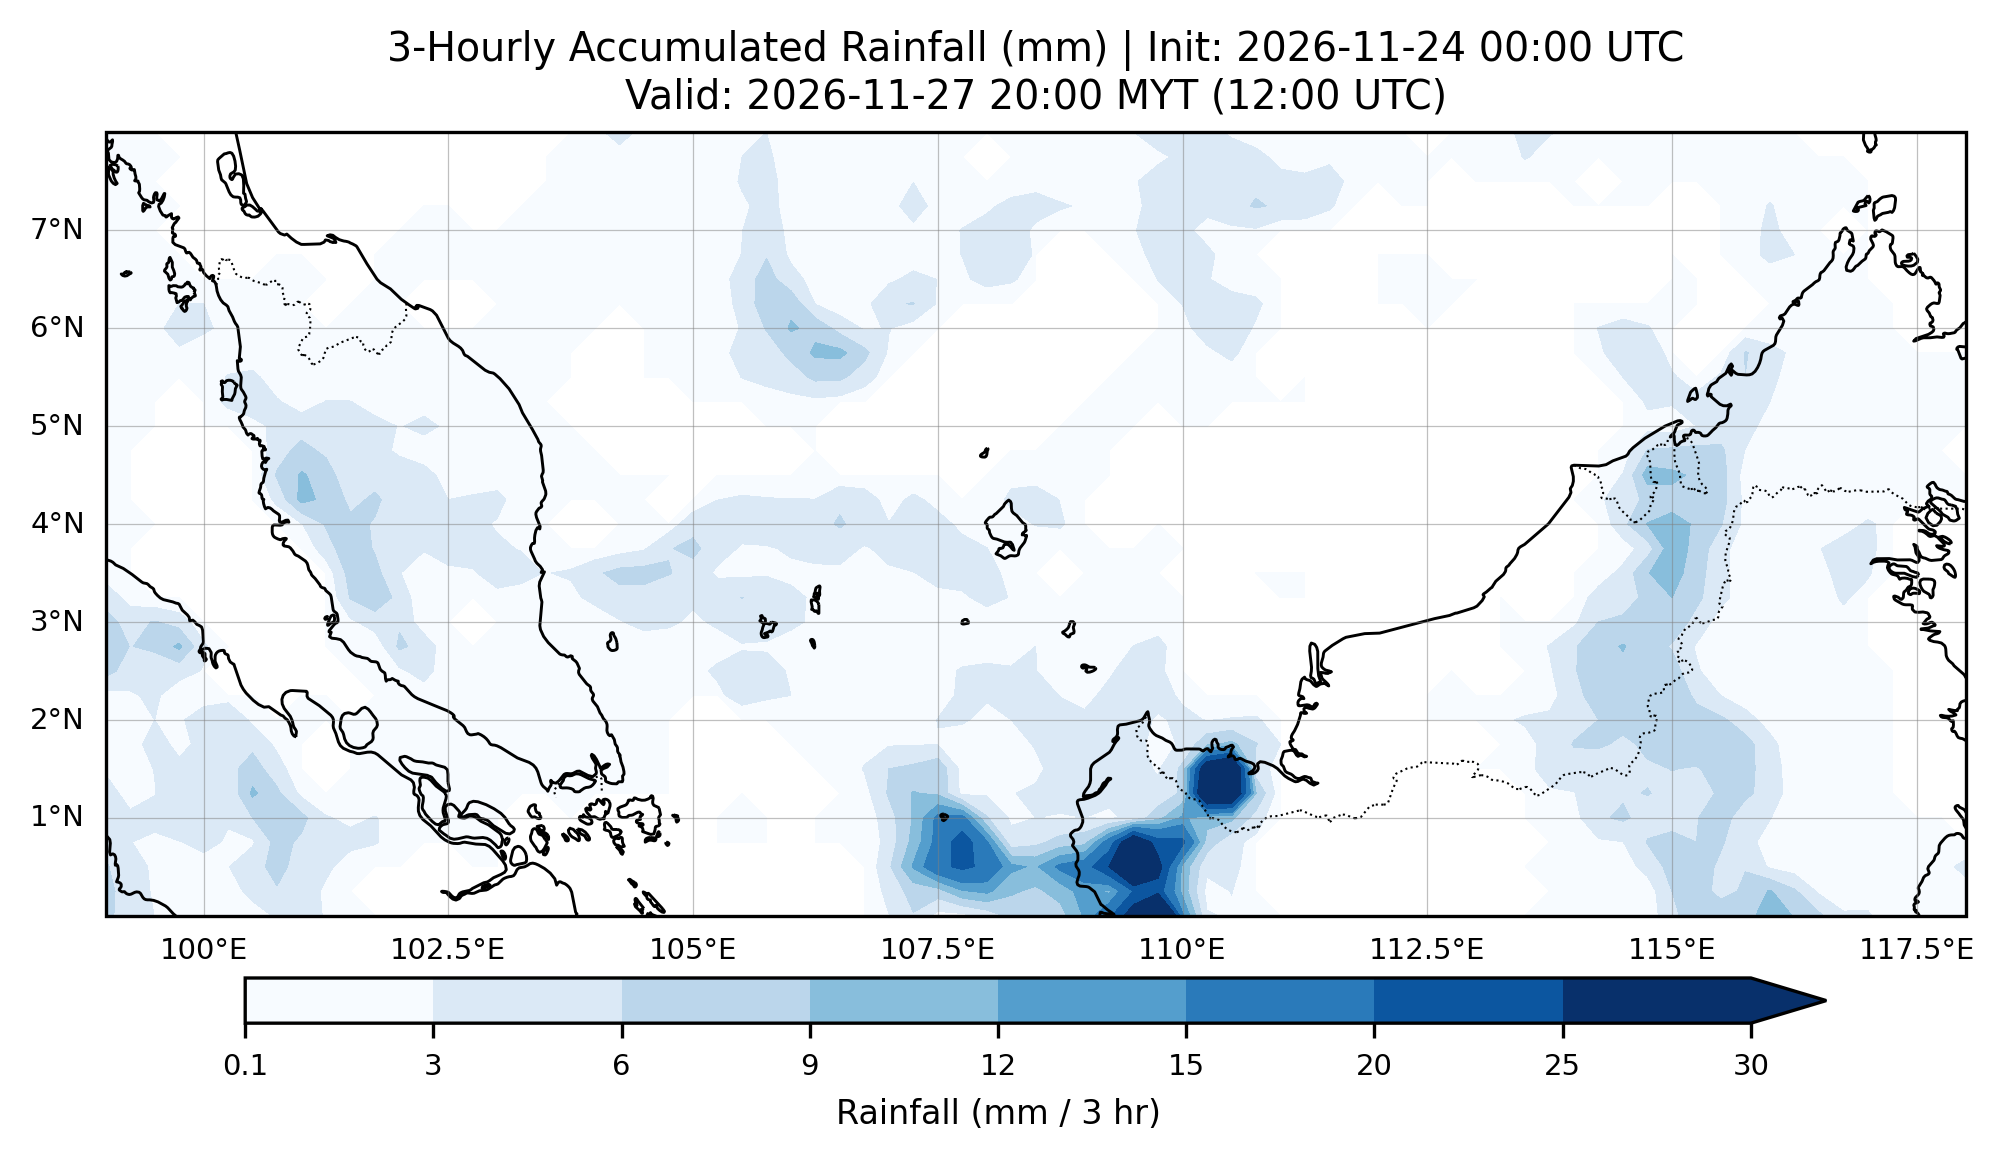 3-Hourly Accumulated Rainfall (mm) | Init: 2026-11-24 00:00 UTC
Valid: 2026-11-27 20:00 MYT (12:00 UTC)
7°N
6°N
5°N
4°N
3°N
2°N
1°N
100°E 102.5°E 105°E 107.5°E 110°E 112.5°E 115°E 117.5°E
0.1 3 6 9 12 15 20 25 30
Rainfall (mm / 3 hr)